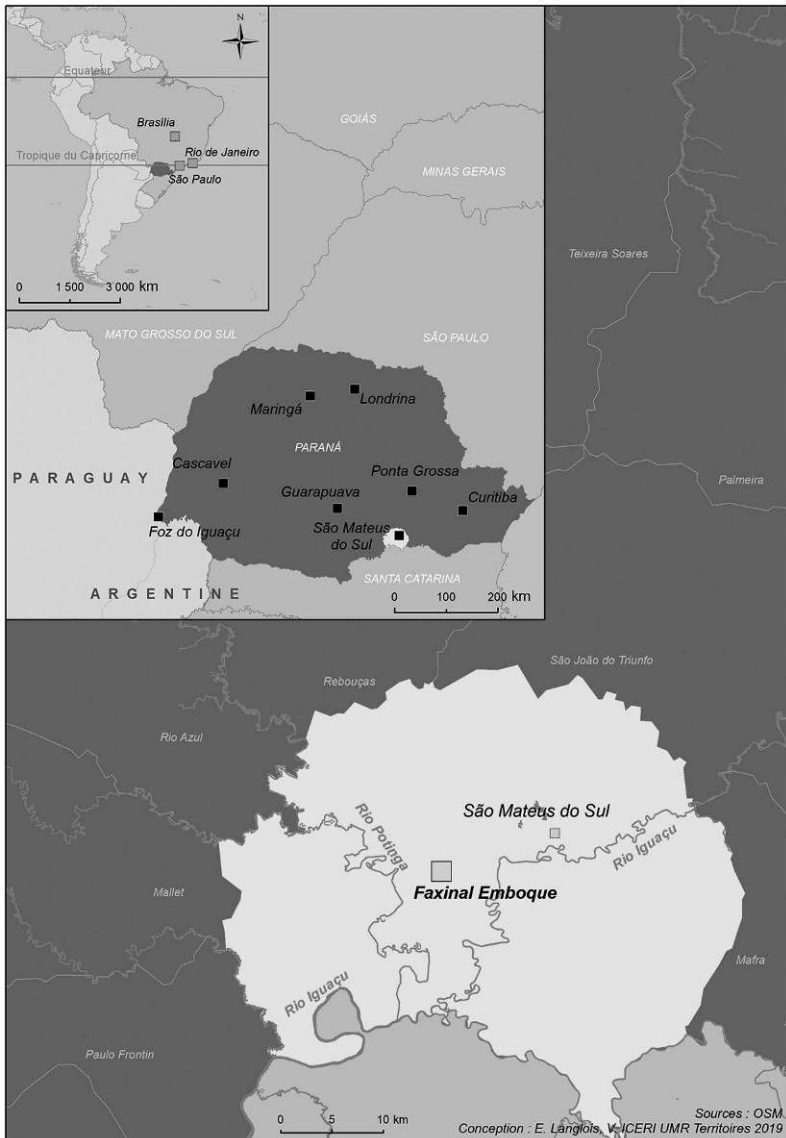 N
Equateur
Brasilia
Tropique du Capricorne
Rio de Janeiro
São Paulo
0 1 500 3 000 km
GOIÁS
MINAS GERAIS
MATO GROSSO DO SUL
SÃO PAULO
Teixeira Soares
Maringá
Londrina
PARANÁ
PARAGUAY
Cascavel
Ponta Grossa
Palmeira
Guarapuava
Curitiba
Foz do Iguaçu
São Mateus
do Sul
SANTA CATARINA
ARGENTINE
0 100 200 km
São João do Triunfo
Rebouças
Rio Azul
São Mateus do Sul
Rio Potinga
Rio Iguaçu
Faxinal Emboque
Mallet
Mafra
Rio Iguaçu
Paulo Frontin
0 5 10 km
Sources : OSM
Conception : E. Langlois, V. ICERI UMR Territoires 2019